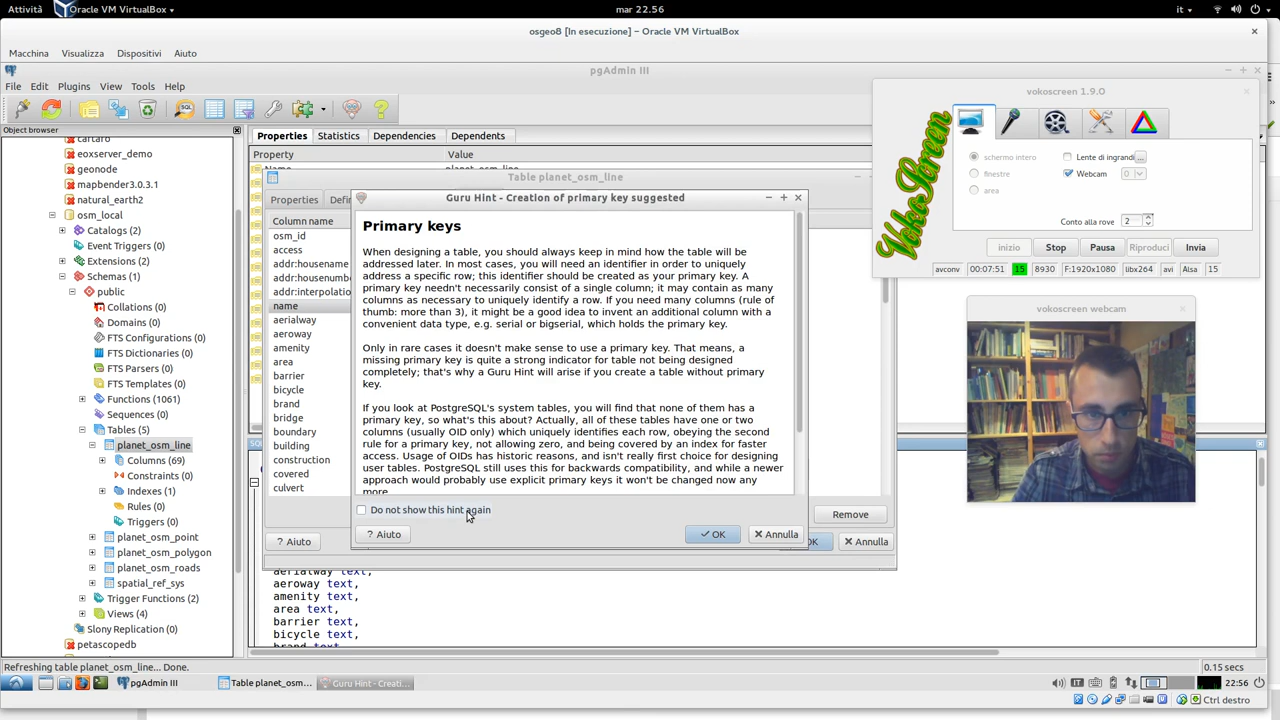 Attività
Oracle VM VirtualBox
mar 22.56
it
osgeo8 [In esecuzione] – Oracle VM VirtualBox
Macchina Visualizza Dispositivi Aiuto
pgAdmin III
File Edit Plugins View Tools Help
Object browser
cartaro
eoxserver_demo
geonode
mapbender3.0.3.1
natural_earth2
osm_local
Catalogs (2)
Event Triggers (0)
Extensions (2)
Schemas (1)
public
Collations (0)
Domains (0)
FTS Configurations (0)
FTS Dictionaries (0)
FTS Parsers (0)
FTS Templates (0)
Functions (1061)
Sequences (0)
Tables (5)
planet_osm_line
Columns (69)
Constraints (0)
Indexes (1)
Rules (0)
Triggers (0)
planet_osm_point
planet_osm_polygon
planet_osm_roads
spatial_ref_sys
Trigger Functions (2)
Views (4)
Slony Replication (0)
petascopedb
Properties Statistics Dependencies Dependents
Property Value
Table planet_osm_line
Properties
Column name
osm_id
access
addr:housename
addr:housenumb
addr:interpolatio
name
aerialway
aeroway
amenity
area
barrier
bicycle
brand
bridge
boundary
building
construction
covered
culvert
Remove
Aiuto
OK
Annulla
Guru Hint - Creation of primary key suggested
Primary keys
When designing a table, you should always keep in mind how the table will be
addressed later. In most cases, you will need an identifier in order to uniquely
address a specific row; this identifier should be created as your primary key. A
primary key needn't necessarily consist of a single column; it may contain as many
columns as necessary to uniquely identify a row. If you need many columns (rule of
thumb: more than 3), it might be a good idea to invent an additional column with a
convenient data type, e.g. serial or bigserial, which holds the primary key.
Only in rare cases it doesn't make sense to use a primary key. That means, a
missing primary key is quite a strong indicator for table not being designed
completely; that's why a Guru Hint will arise if you create a table without primary
key.
If you look at PostgreSQL's system tables, you will find that none of them has a
primary key, so what's this about? Actually, all of these tables have one or two
columns (usually OID only) which uniquely identifies each row, obeying the second
rule for a primary key, not allowing zero, and being covered by an index for faster
access. Usage of OIDs has historic reasons, and isn't really first choice for designing
user tables. PostgreSQL still uses this for backwards compatibility, and while a newer
approach would probably use explicit primary keys it won't be changed now any
more.
Do not show this hint again
Aiuto
OK
Annulla
aerialway text,
aeroway text,
amenity text,
area text,
barrier text,
bicycle text,
brand text,
vokoscreen 1.9.0
VokoScreen
schermo intero
finestre
area
Lente di ingrandi ...
Webcam 0
Conto alla rove 2
inizio Stop Pausa Riproduci Invia
avconv 00:07:51 15 8930 F:1920x1080 libx264 avi Alsa 15
vokoscreen webcam
Refreshing table planet_osm_line... Done.
0.15 secs
pgAdmin III
Table planet_osm...
Guru Hint - Creati...
IT
22:56
Ctrl destro